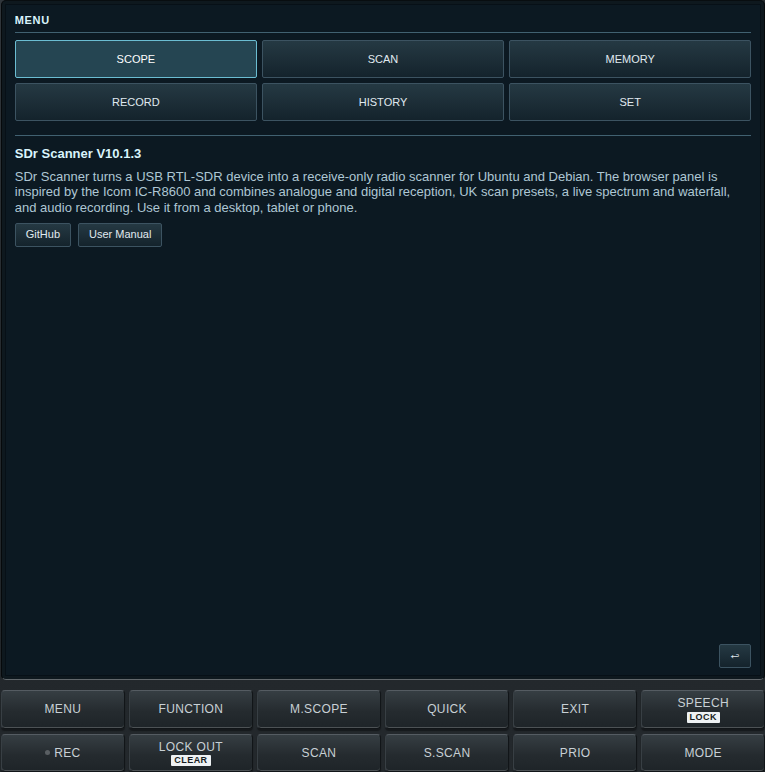 MENU
SCOPE SCAN MEMORY
RECORD HISTORY SET
SDr Scanner V10.1.3
SDr Scanner turns a USB RTL-SDR device into a receive-only radio scanner for Ubuntu and Debian. The browser panel is
inspired by the Icom IC-R8600 and combines analogue and digital reception, UK scan presets, a live spectrum and waterfall,
and audio recording. Use it from a desktop, tablet or phone.
GitHub User Manual
MENU FUNCTION M.SCOPE QUICK EXIT SPEECH
LOCK
REC LOCK OUT SCAN S.SCAN PRIO MODE
CLEAR